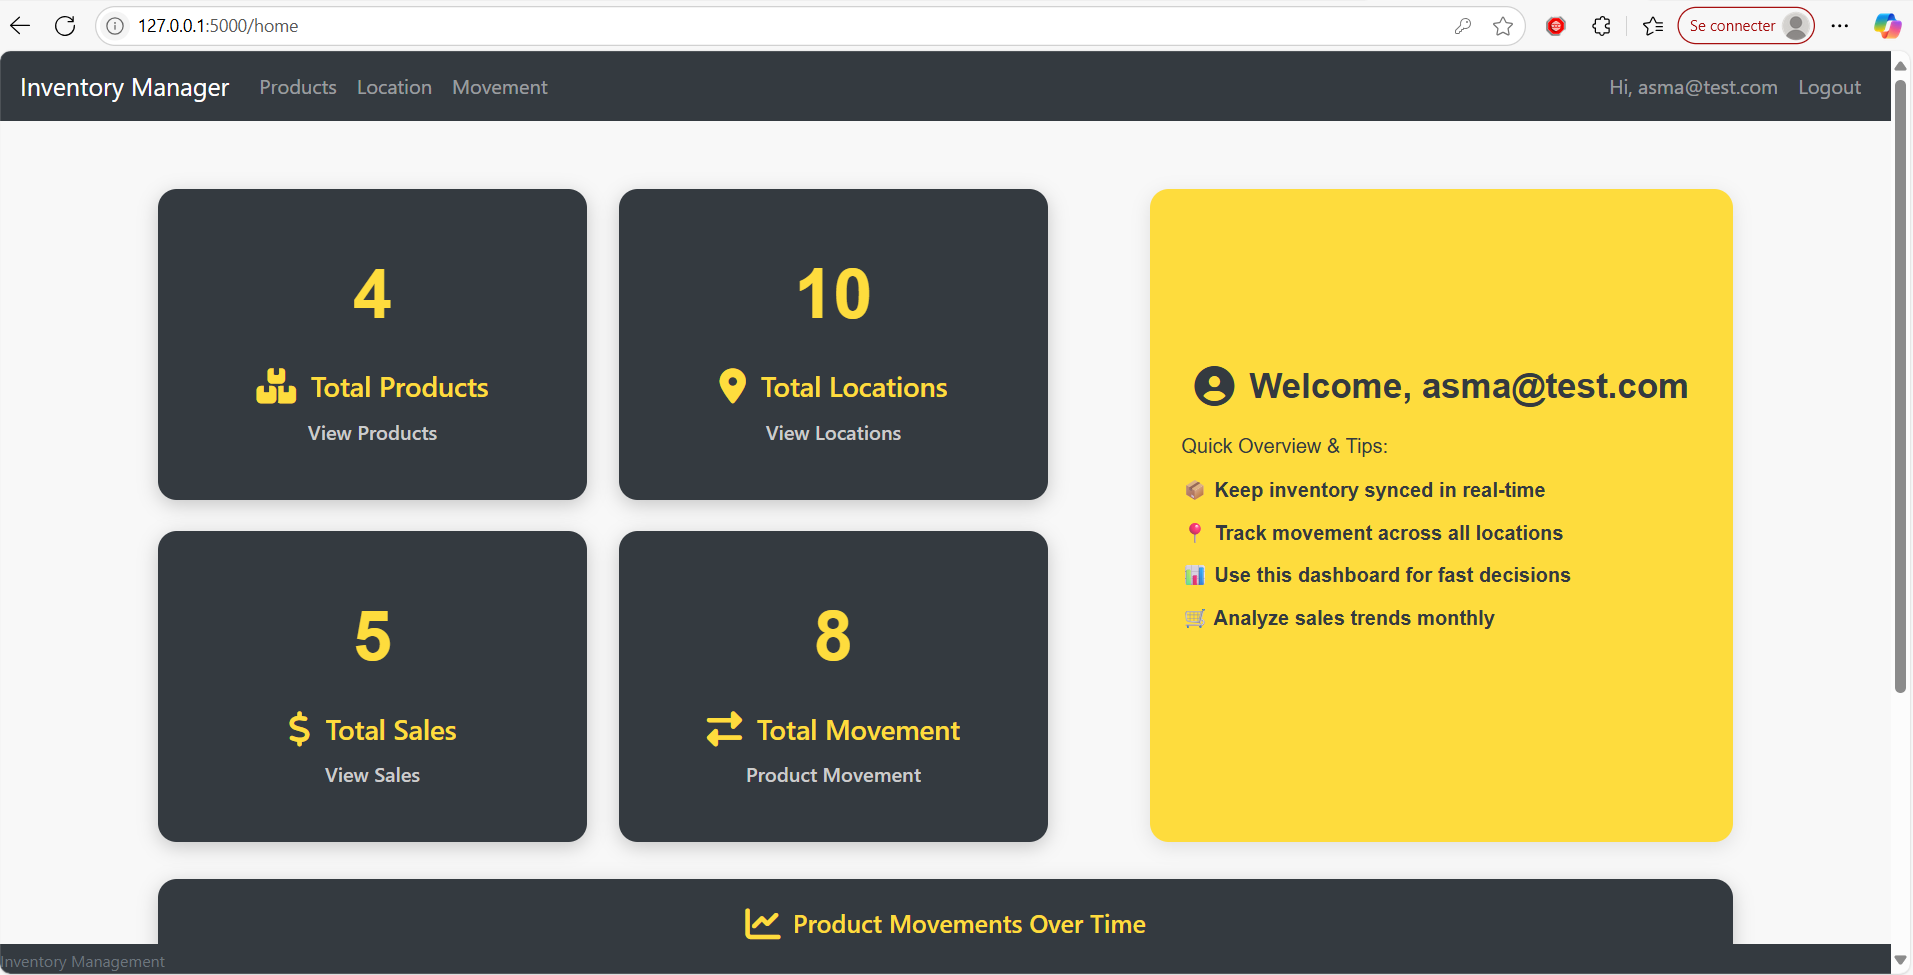 127.0.0.1:5000/home
Se connecter
Inventory Manager
Products
Location
Movement
Hi, asma@test.com
Logout
4
Total Products
View Products
10
Total Locations
View Locations
5
Total Sales
View Sales
8
Total Movement
Product Movement
Welcome, asma@test.com
Quick Overview & Tips:
📦 Keep inventory synced in real-time
📍 Track movement across all locations
📊 Use this dashboard for fast decisions
🛒 Analyze sales trends monthly
Product Movements Over Time
Inventory Management